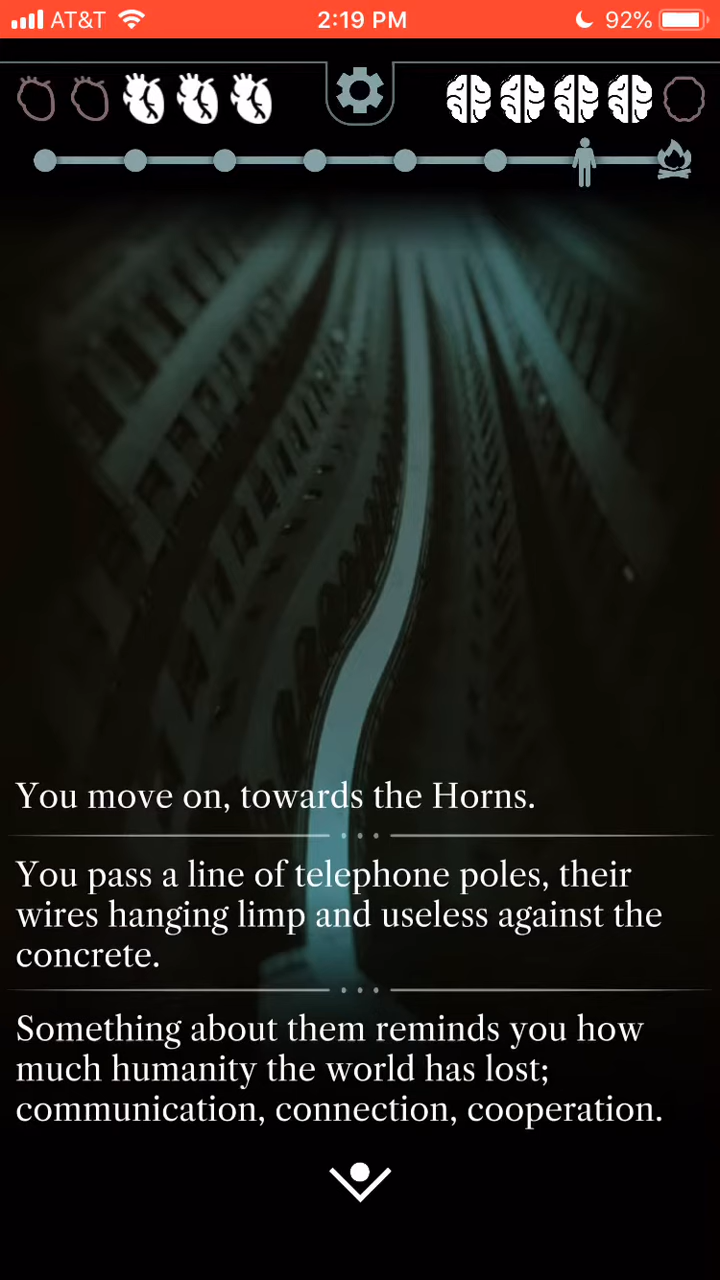 AT&T
2:19 PM
92%
You move on, towards the Horns.
You pass a line of telephone poles, their
wires hanging limp and useless against the
concrete.
Something about them reminds you how
much humanity the world has lost;
communication, connection, cooperation.